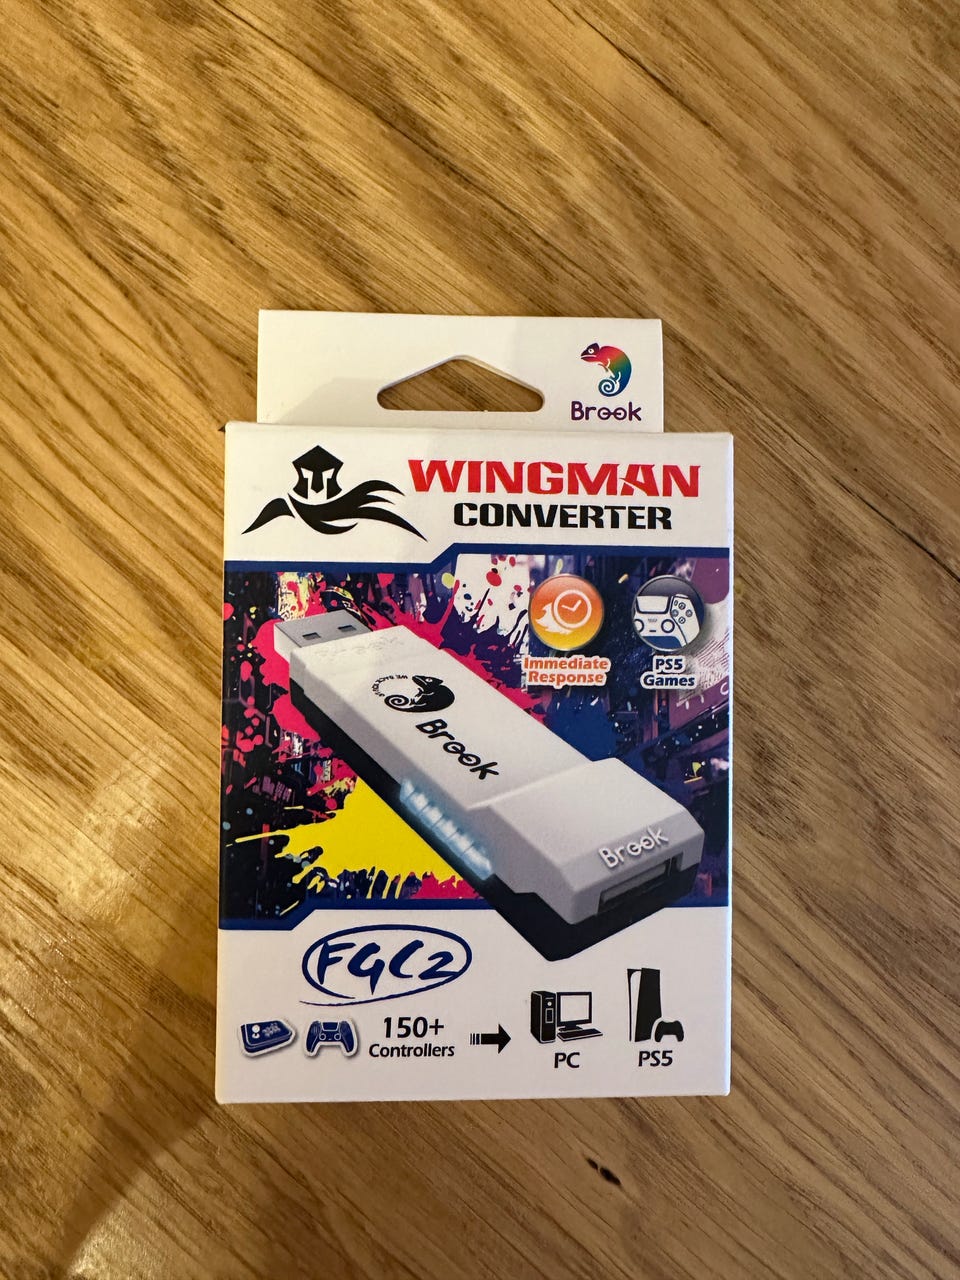 Brook
WINGMAN
CONVERTER
Immediate
Response
PS5
Games
Brook
Brook
FGC2
150+
Controllers
PC
PS5